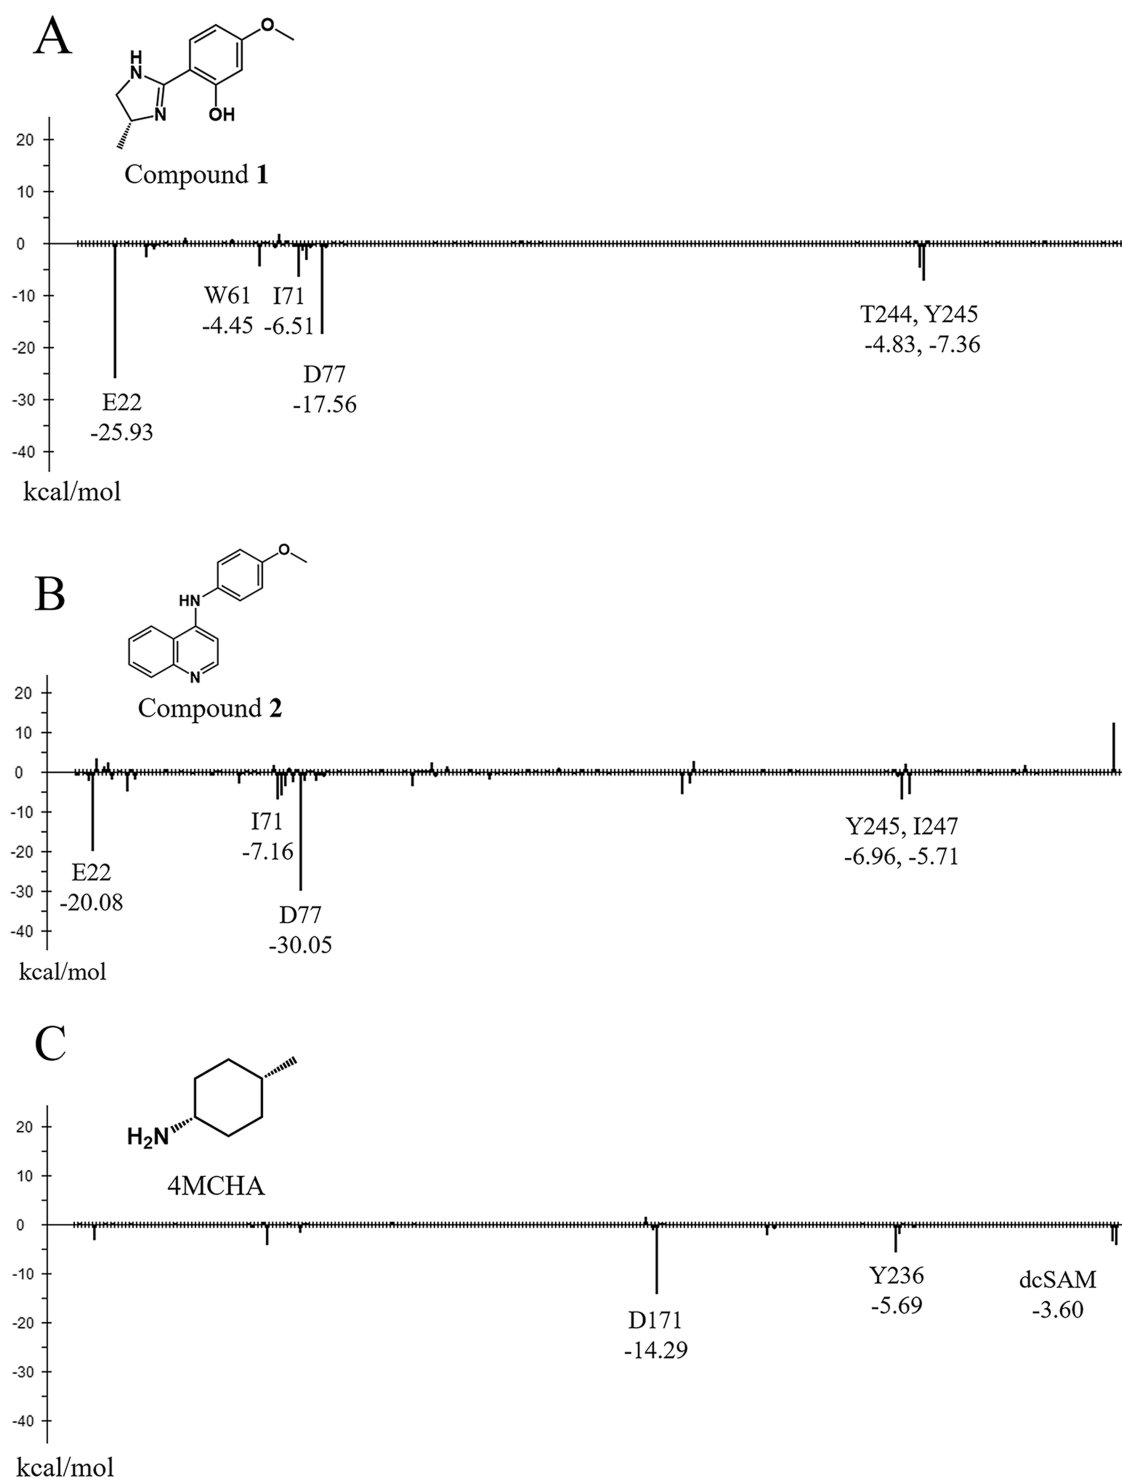 A
O
H
N
N
OH
Compound 1
20
10
0
-10
-20
-30
-40
W61
-4.45
I71
-6.51
T244, Y245
-4.83, -7.36
D77
-17.56
E22
-25.93
kcal/mol
B
O
HN
N
Compound 2
20
10
0
-10
-20
-30
-40
I71
-7.16
Y245, I247
-6.96, -5.71
E22
-20.08
D77
-30.05
kcal/mol
C
H2N
4MCHA
20
10
0
-10
-20
-30
-40
Y236
-5.69
dcSAM
-3.60
D171
-14.29
kcal/mol